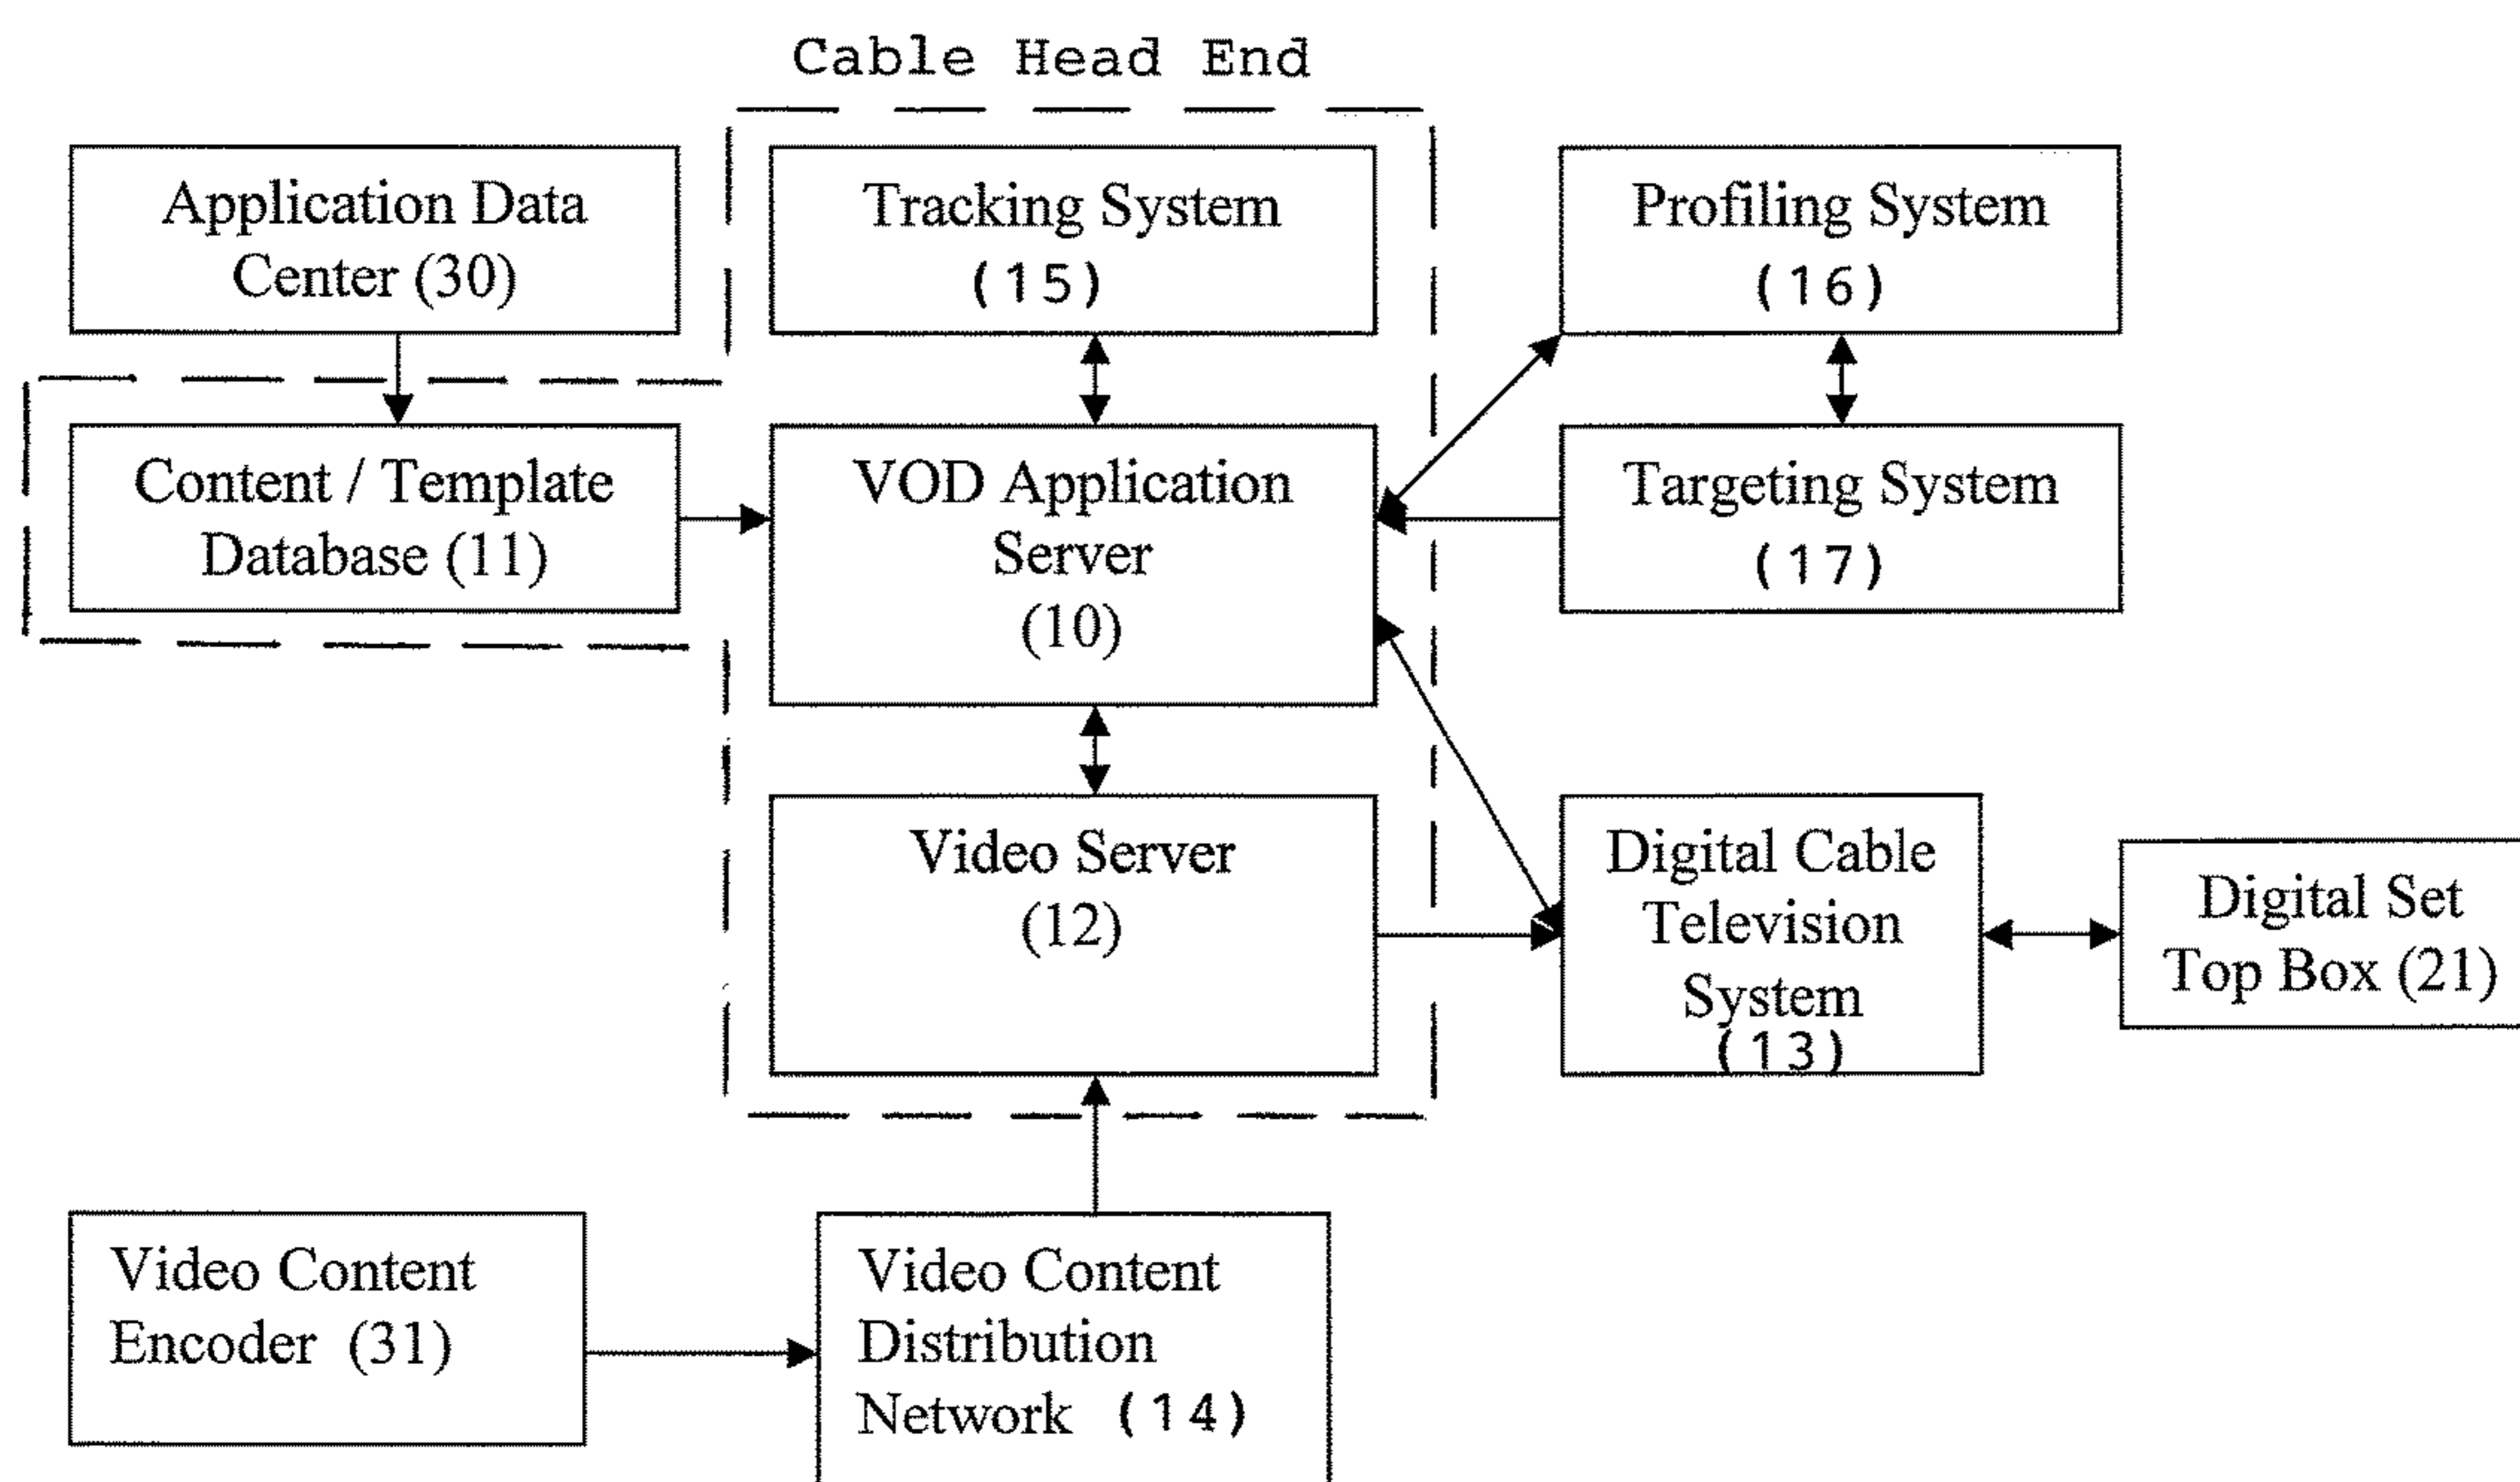 Cable Head End
Application Data
Center (30)
Tracking System
(15)
Profiling System
(16)
Content / Template
Database (11)
VOD Application
Server
(10)
Targeting System
(17)
Video Server
(12)
Digital Cable
Television
System
(13)
Digital Set
Top Box (21)
Video Content
Encoder (31)
Video Content
Distribution
Network (14)